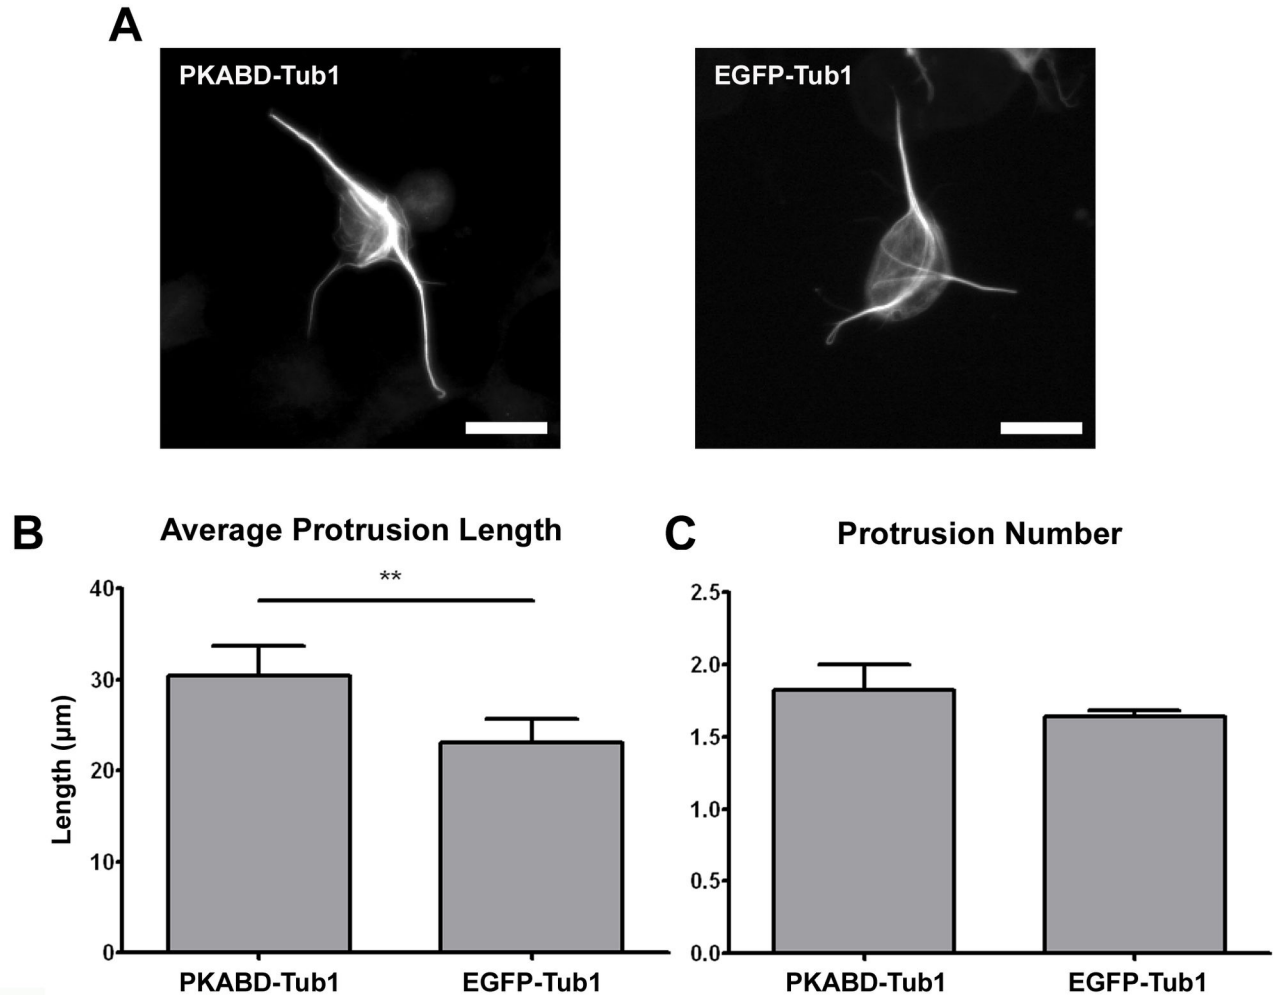 A
PKABD-Tub1
EGFP-Tub1
B
Average Protrusion Length
C
Protrusion Number
**
40
30
20
10
0
Length (µm)
PKABD-Tub1
EGFP-Tub1
2.5
2.0
1.5
1.0
0.5
0.0
PKABD-Tub1
EGFP-Tub1